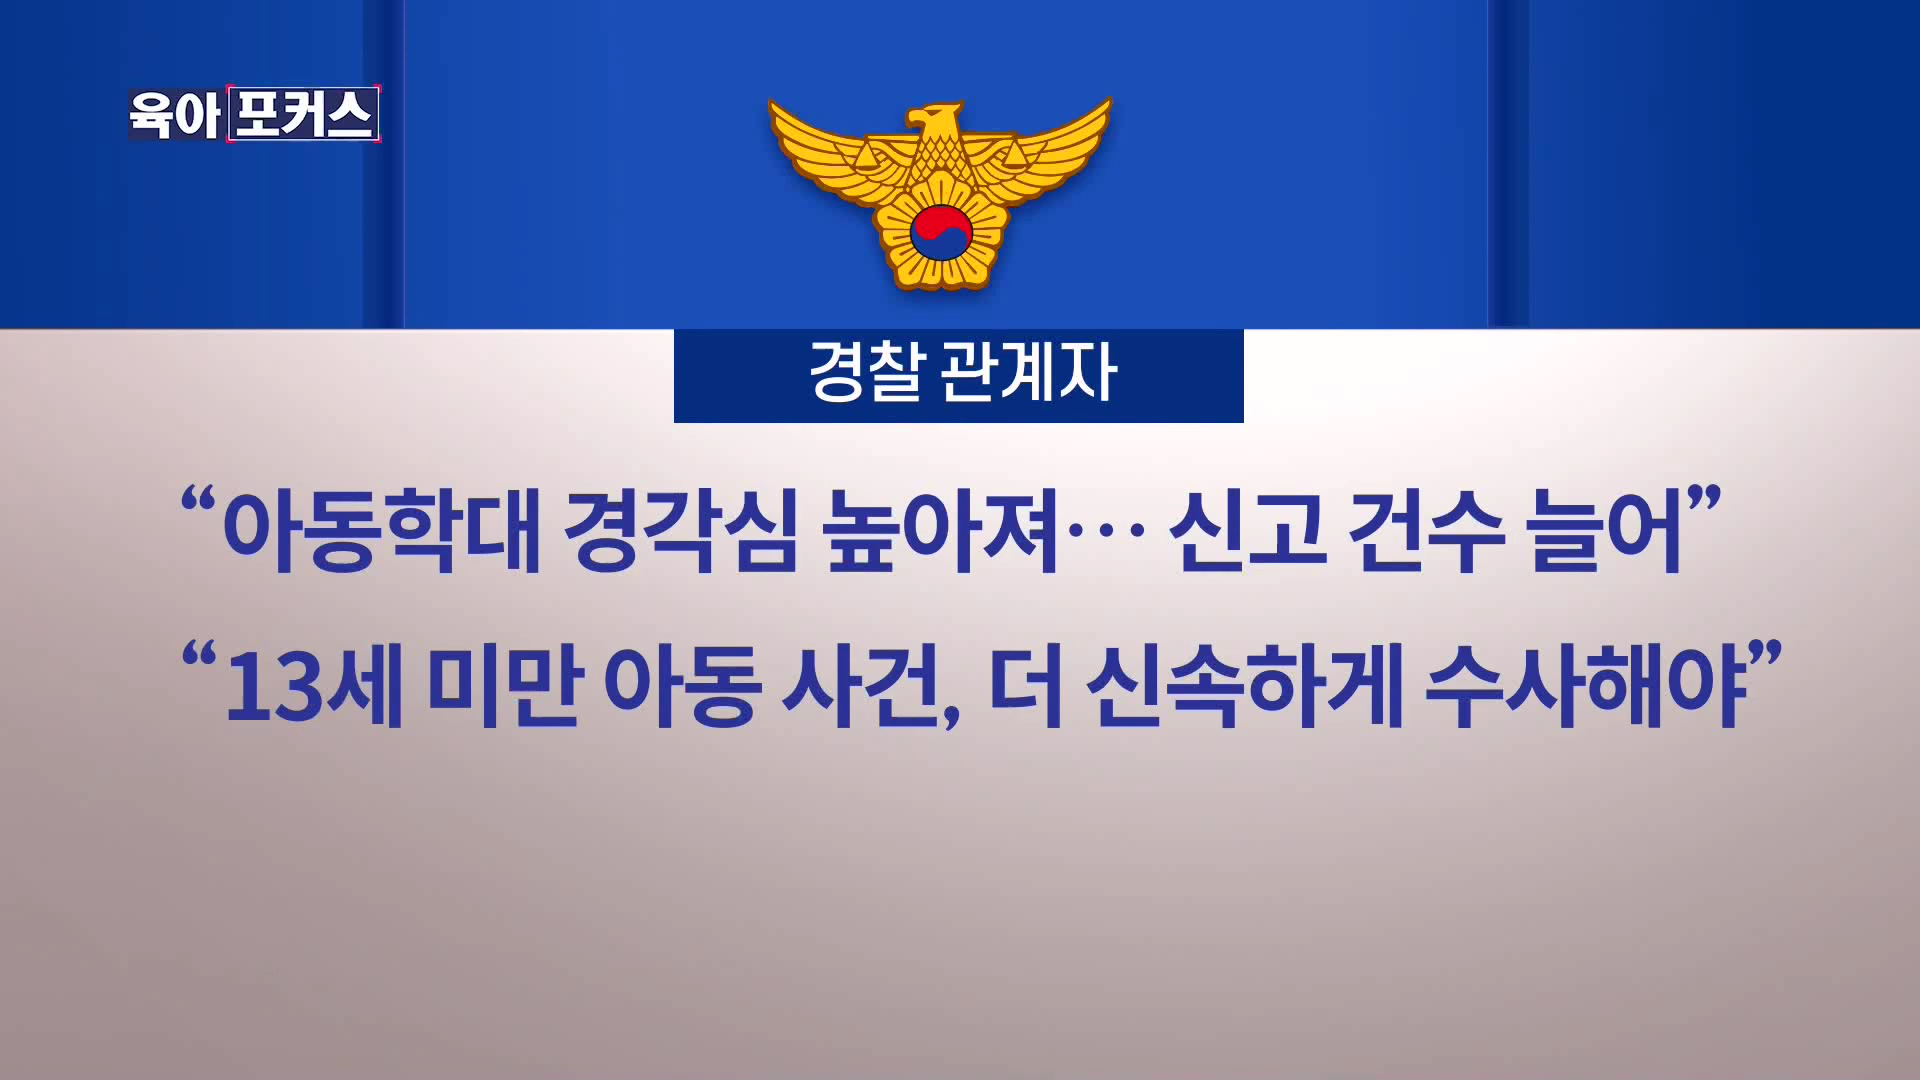 육아 포커스
경찰 관계자
“아동학대 경각심 높아져··· 신고 건수 늘어”
“13세 미만 아동 사건, 더 신속하게 수사해야”